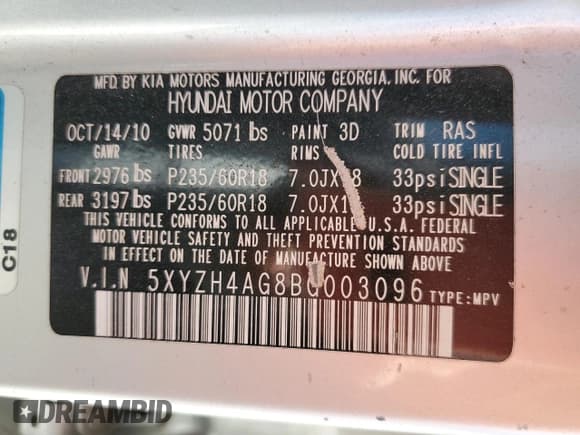 MFD. BY KIA MOTORS MANUFACTURING GEORGIA, INC. FOR
HYUNDAI MOTOR COMPANY
OCT/14/10 GVWR 5071 lbs PAINT 3D TRIM RAS
GAWR TIRES RIMS COLD TIRE INFL
FRONT 2976 lbs P235/60R18 7.0JX18 33psi SINGLE
REAR 3197 lbs P235/60R18 7.0JX18 33psi SINGLE
THIS VEHICLE CONFORMS TO ALL APPLICABLE U.S.A. FEDERAL
MOTOR VEHICLE SAFETY AND THEFT PREVENTION STANDARDS
IN EFFECT ON THE DATE OF MANUFACTURE SHOWN ABOVE
V.I.N 5XYZH4AG8BG003096 TYPE:MPV
C18
DREAMBID